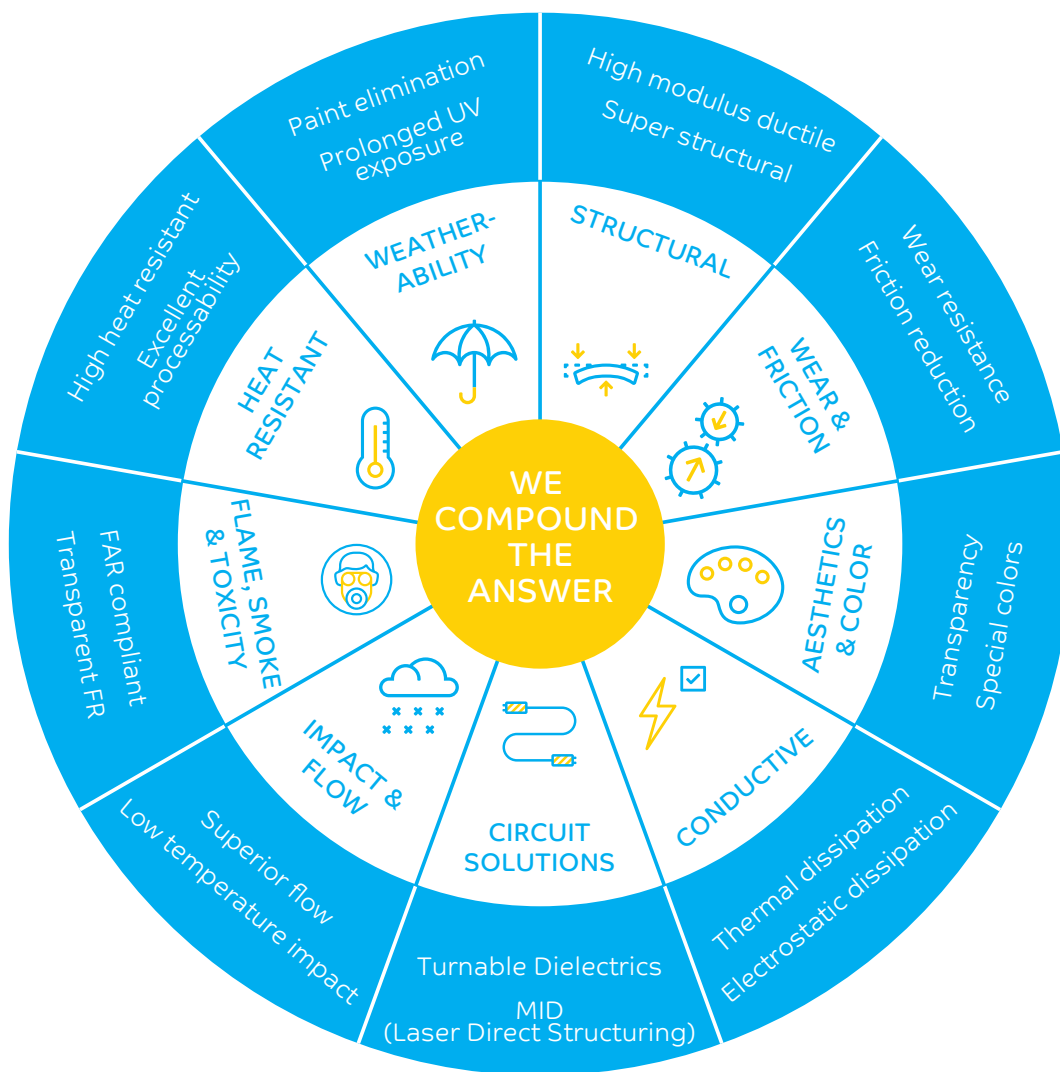 WE
COMPOUND
THE
ANSWER
STRUCTURAL
High modulus ductile
Super structural
WEAR &
FRICTION
Wear resistance
Friction reduction
AESTHETICS
& COLOR
Transparency
Special colors
CONDUCTIVE
Thermal dissipation
Electrostatic dissipation
CIRCUIT
SOLUTIONS
Turnable Dielectrics
MID
(Laser Direct Structuring)
IMPACT &
FLOW
Superior flow
Low temperature impact
FLAME, SMOKE
& TOXICITY
FAR compliant
Transparent FR
HEAT
RESISTANT
High heat resistant
Excellent
processability
WEATHER-
ABILITY
Paint elimination
Prolonged UV
exposure